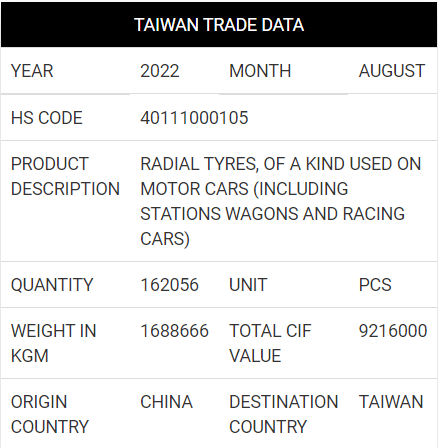 TAIWAN TRADE DATA
YEAR 2022 MONTH AUGUST
HS CODE 40111000105
PRODUCT DESCRIPTION RADIAL TYRES, OF A KIND USED ON
MOTOR CARS (INCLUDING
STATIONS WAGONS AND RACING
CARS)
QUANTITY 162056 UNIT PCS
WEIGHT IN KGM 1688666 TOTAL CIF VALUE 9216000
ORIGIN COUNTRY CHINA DESTINATION COUNTRY TAIWAN